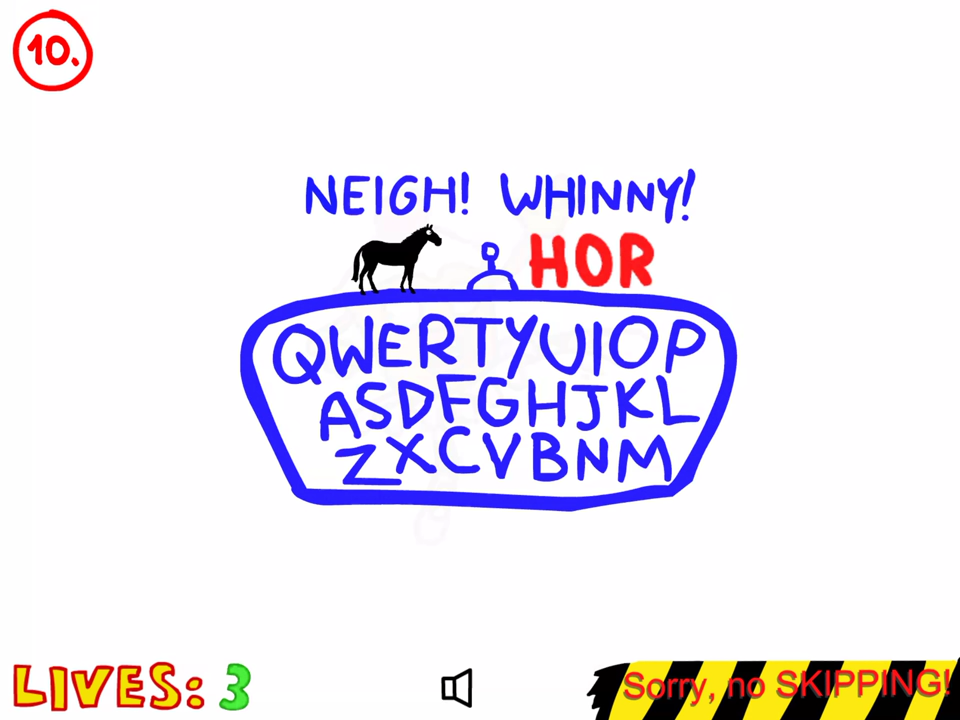 10.
NEIGH! WHINNY!
HOR
QWERTYUIOP
ASDFGHJKL
ZXCVBNM
LIVES: 3
Sorry, no SKIPPING!